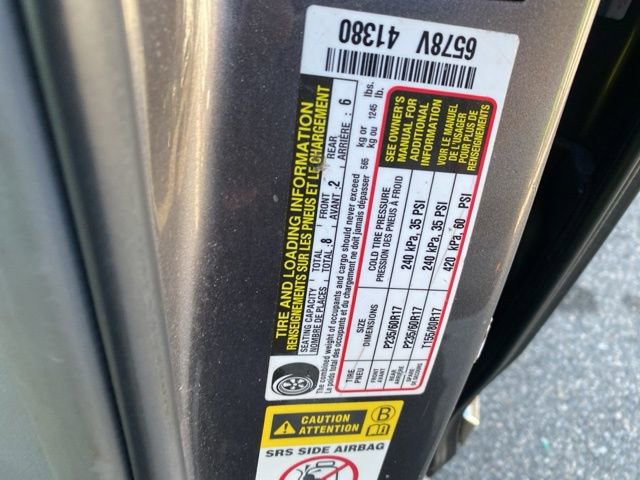 6578V 41380
TIRE AND LOADING INFORMATION
RENSEIGNEMENTS SUR LES PNEUS ET LE CHARGEMENT
SEATING CAPACITY TOTAL FRONT REAR
NOMBRE DE PLACES TOTAL :8 AVANT :2 ARRIÈRE : 6
The combined weight of occupants and cargo should never exceed 565 kg or 1245 lbs.
Le poids total des occupants et du chargement ne doit jamais dépasser kg ou lb.
TIRE SIZE COLD TIRE PRESSURE
PNEU DIMENSIONS PRESSION DES PNEUS À FROID
FRONT
AVANT
P235/60R17 240 kPa, 35 PSI
REAR
ARRIÈRE
P235/60R17 240 kPa, 35 PSI
SPARE
DE SECOURS
T155/80R17 420 kPa, 60 PSI
SEE OWNER'S
MANUAL FOR
ADDITIONAL
INFORMATION
VOIR LE MANUEL
DE L'USAGER
POUR PLUS DE
RENSEIGNEMENTS
CAUTION
ATTENTION
B
SRS SIDE AIRBAG